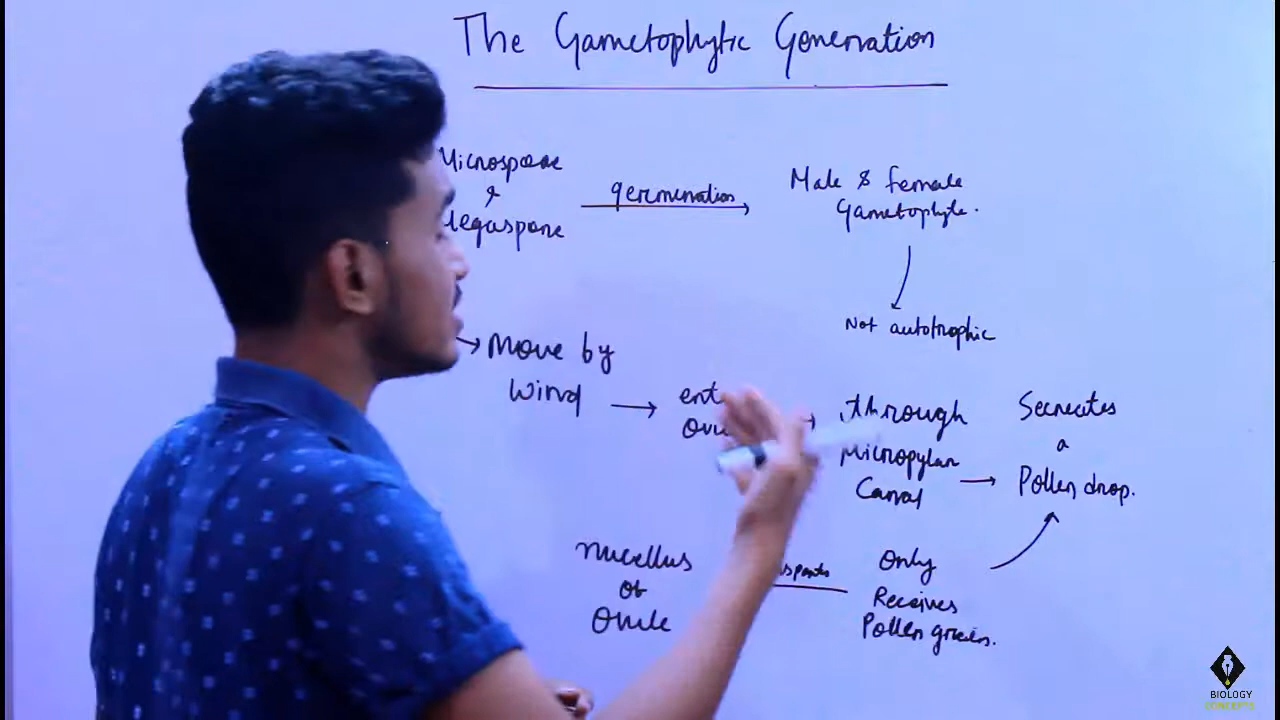 The Gametophytic Generation
Microspore
&
Megaspore
germination
Male & female
Gametophyte.
Not autotrophic
Move by
Wind
through
Micropylar
Canal
Secreates
a
Pollen drop.
Nucellus
of
Ovule
Only
Receives
Pollen grains.
BIOLOGY
CONCEPTS